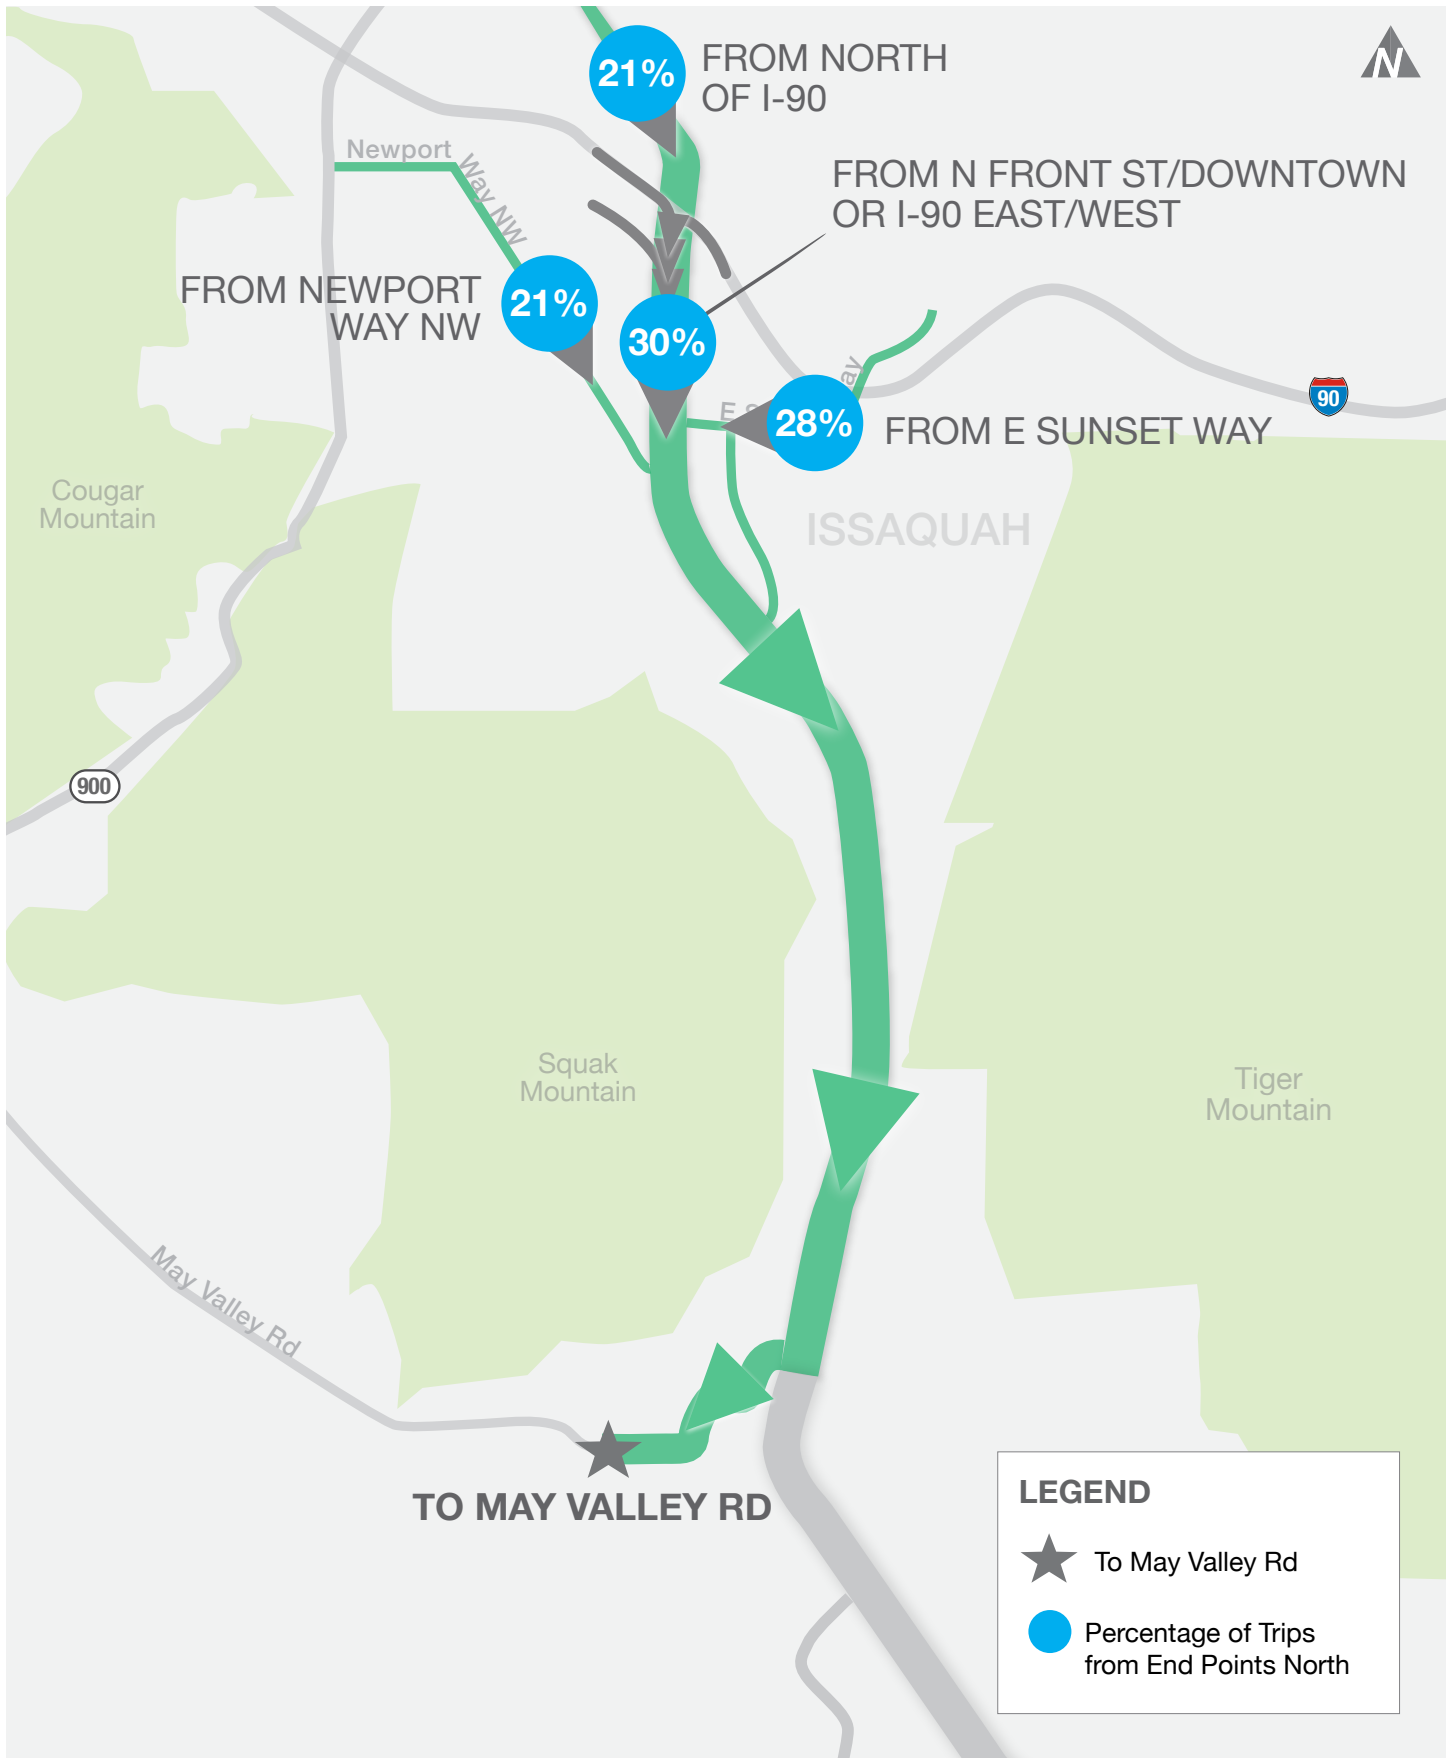 21%
FROM NORTH
OF I-90
N
Newport
Way NW
FROM N FRONT ST/DOWNTOWN
OR I-90 EAST/WEST
FROM NEWPORT
WAY NW
21%
30%
28%
FROM E SUNSET WAY
90
Cougar
Mountain
ISSAQUAH
900
Squak
Mountain
Tiger
Mountain
May Valley Rd
TO MAY VALLEY RD
LEGEND
To May Valley Rd
Percentage of Trips
from End Points North